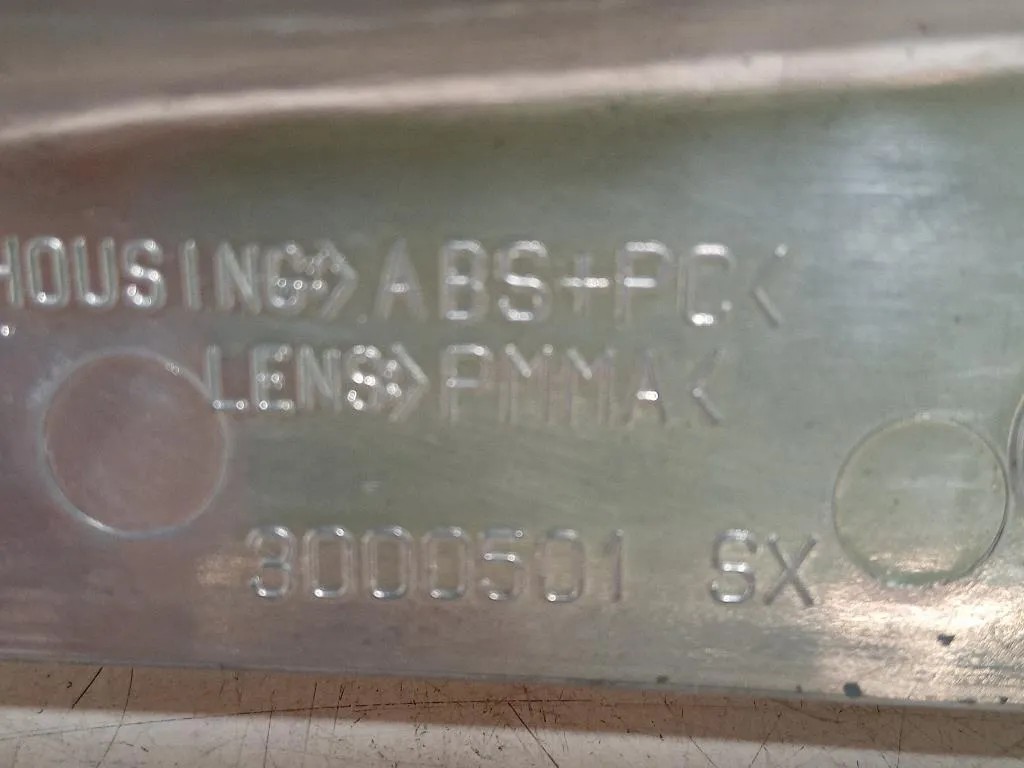 HOUSING>ABS+PC<
LENS>PMMA<
3000501 SX